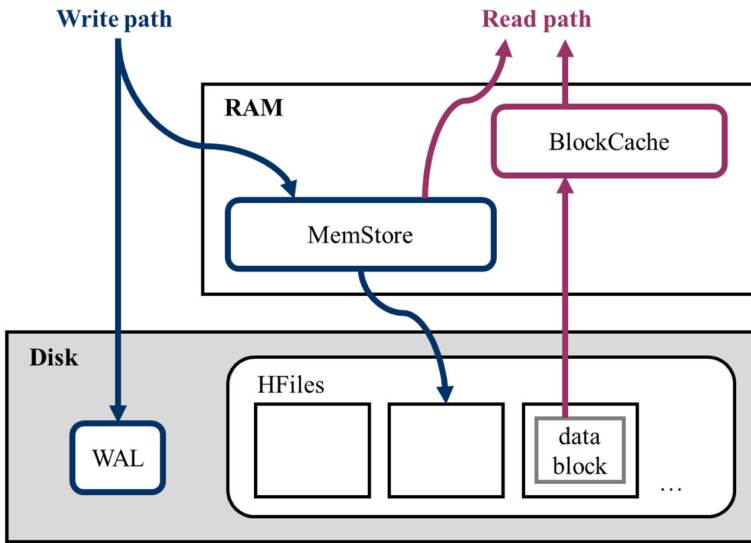 Write path
Read path
RAM
BlockCache
MemStore
Disk
HFiles
WAL
data
block
...